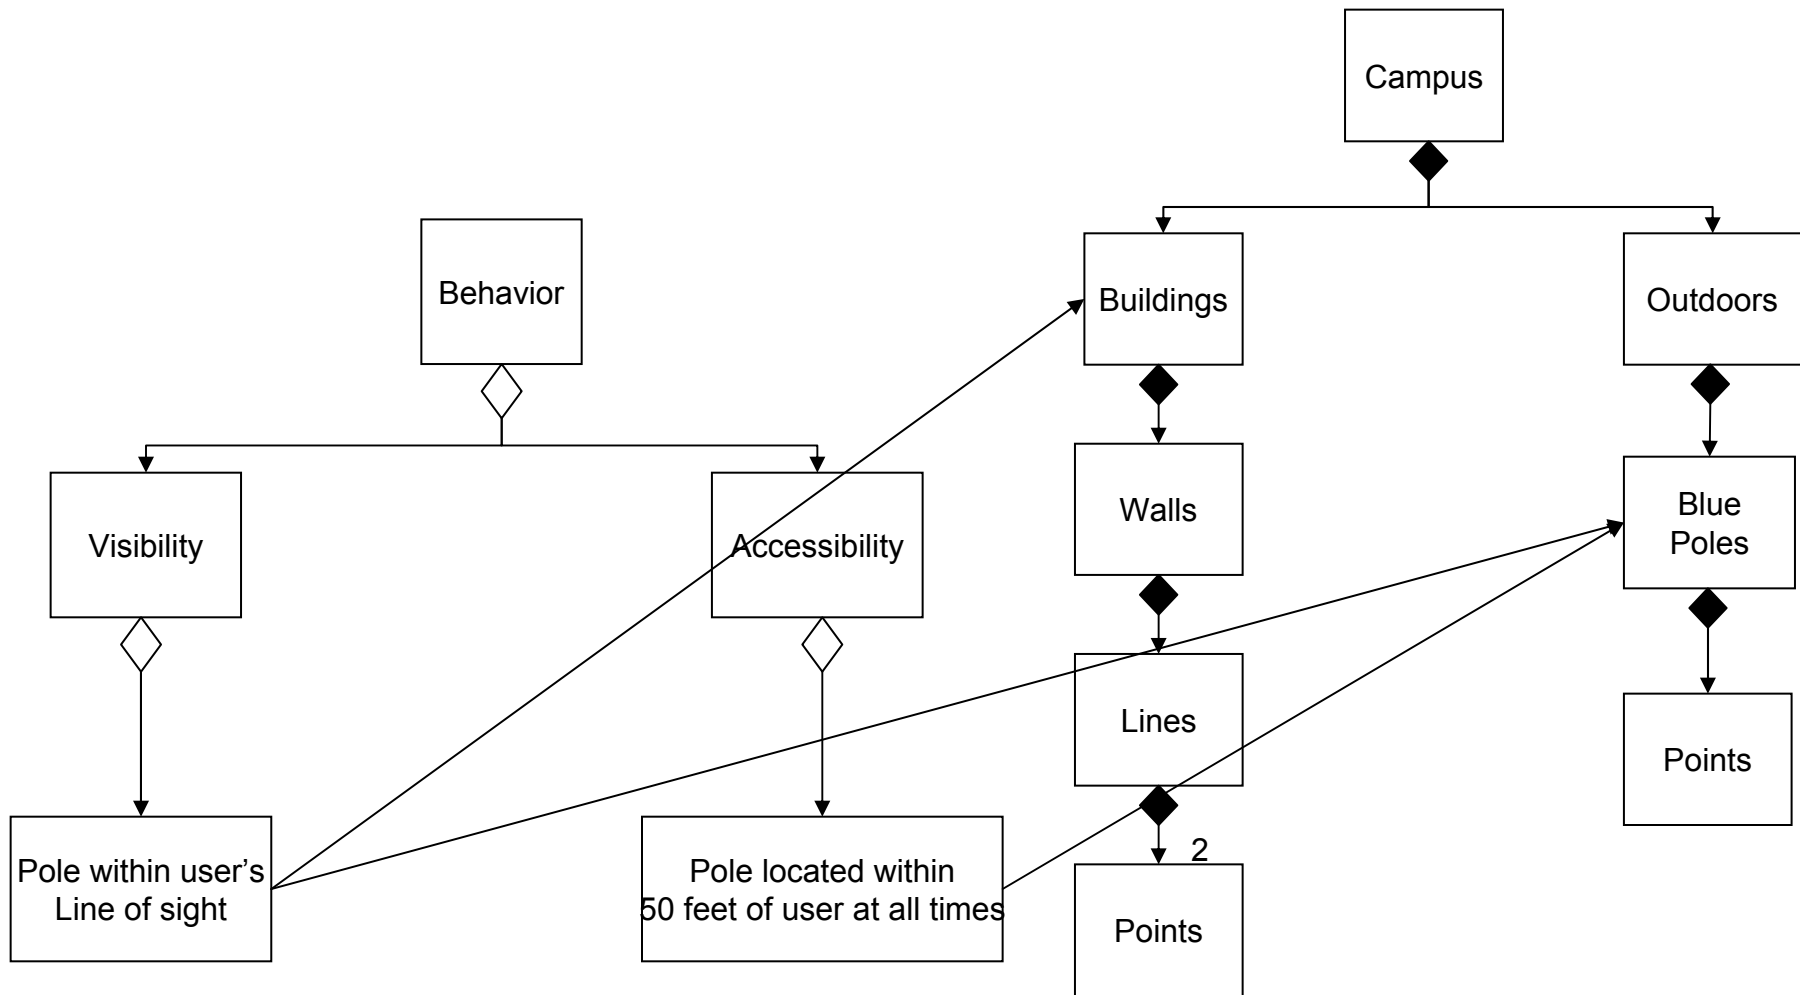 Campus
Behavior
Buildings
Outdoors
Visibility
Accessibility
Walls
Blue
Poles
Lines
Points
Pole within user’s
Line of sight
Pole located within
50 feet of user at all times
2
Points